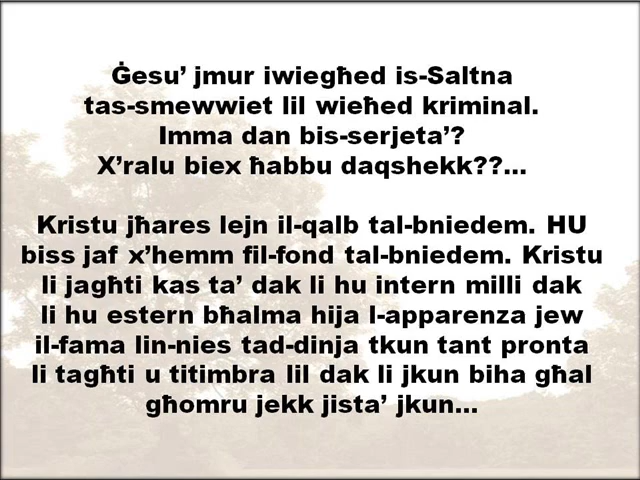 Ġesu’ jmur iwiegħed is-Saltna
tas-smewwiet lil wieħed kriminal.
Imma dan bis-serjeta’?
X’ralu biex ħabbu daqshekk??...
Kristu jħares lejn il-qalb tal-bniedem. HU
biss jaf x’hemm fil-fond tal-bniedem. Kristu
li jagħti kas ta’ dak li hu intern milli dak
li hu estern bħalma hija l-apparenza jew
il-fama lin-nies tad-dinja tkun tant pronta
li tagħti u titimbra lil dak li jkun biha għal
għomru jekk jista’ jkun...